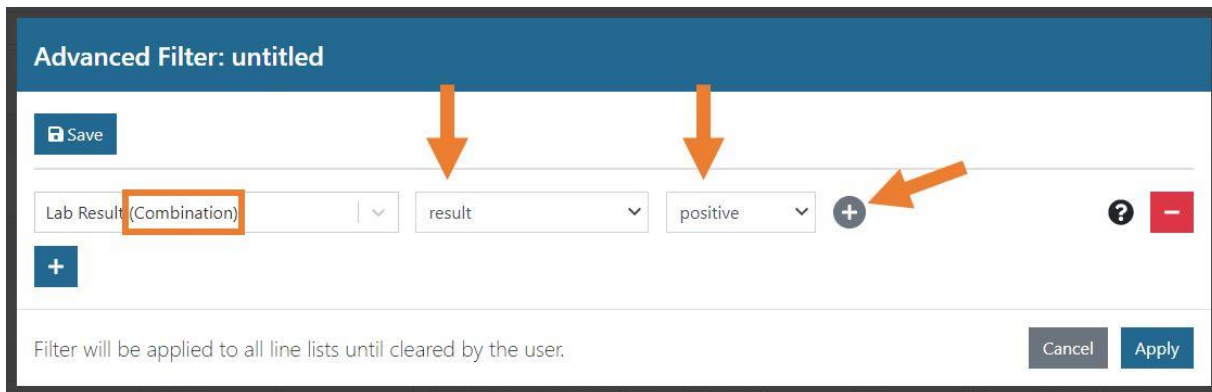 Advanced Filter: untitled
Save
Lab Result (Combination) result positive
Filter will be applied to all line lists until cleared by the user. Cancel Apply